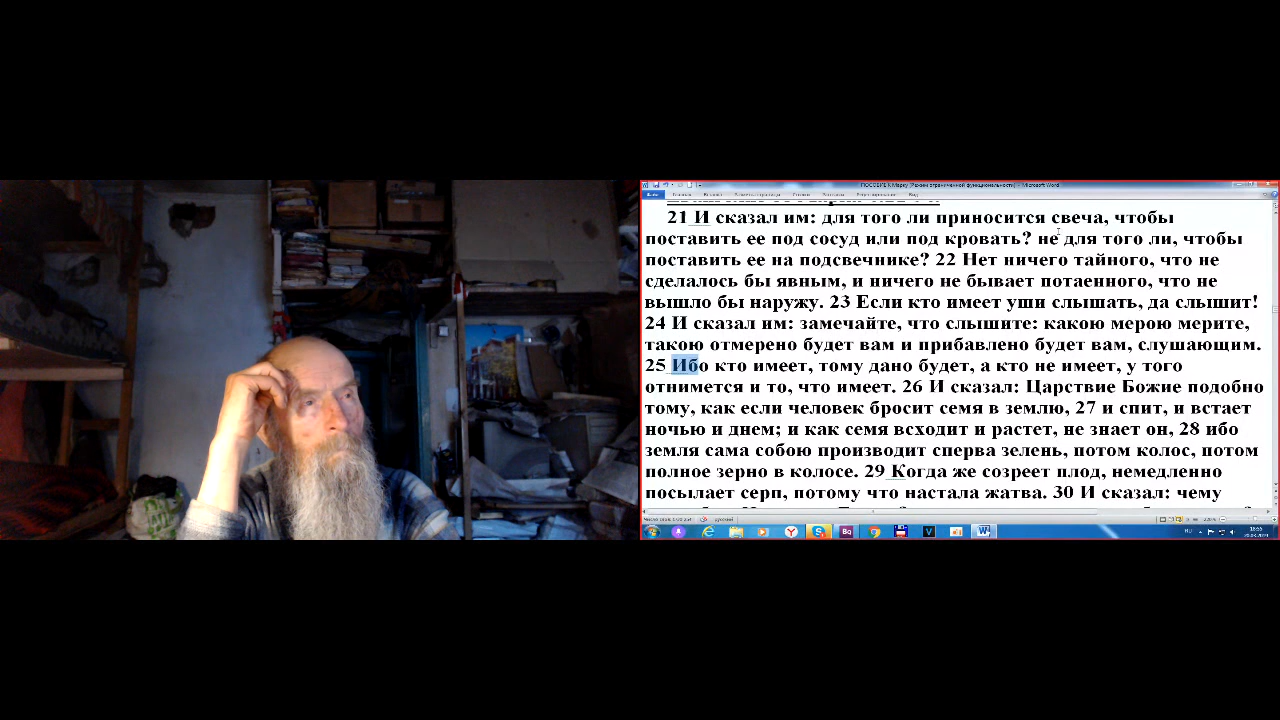 21 И сказал им: для того ли приносится свеча, чтобы
поставить ее под сосуд или под кровать? не для того ли, чтобы
поставить ее на подсвечнике? 22 Нет ничего тайного, что не
сделалось бы явным, и ничего не бывает потаенного, что не
вышло бы наружу. 23 Если кто имеет уши слышать, да слышит!
24 И сказал им: замечайте, что слышите: какою мерою мерите,
такою отмерено будет вам и прибавлено будет вам, слушающим.
25 Ибо кто имеет, тому дано будет, а кто не имеет, у того
отнимется и то, что имеет. 26 И сказал: Царствие Божие подобно
тому, как если человек бросит семя в землю, 27 и спит, и встает
ночью и днем; и как семя всходит и растет, не знает он, 28 ибо
земля сама собою производит сперва зелень, потом колос, потом
полное зерно в колосе. 29 Когда же созреет плод, немедленно
посылает серп, потому что настала жатва. 30 И сказал: чему